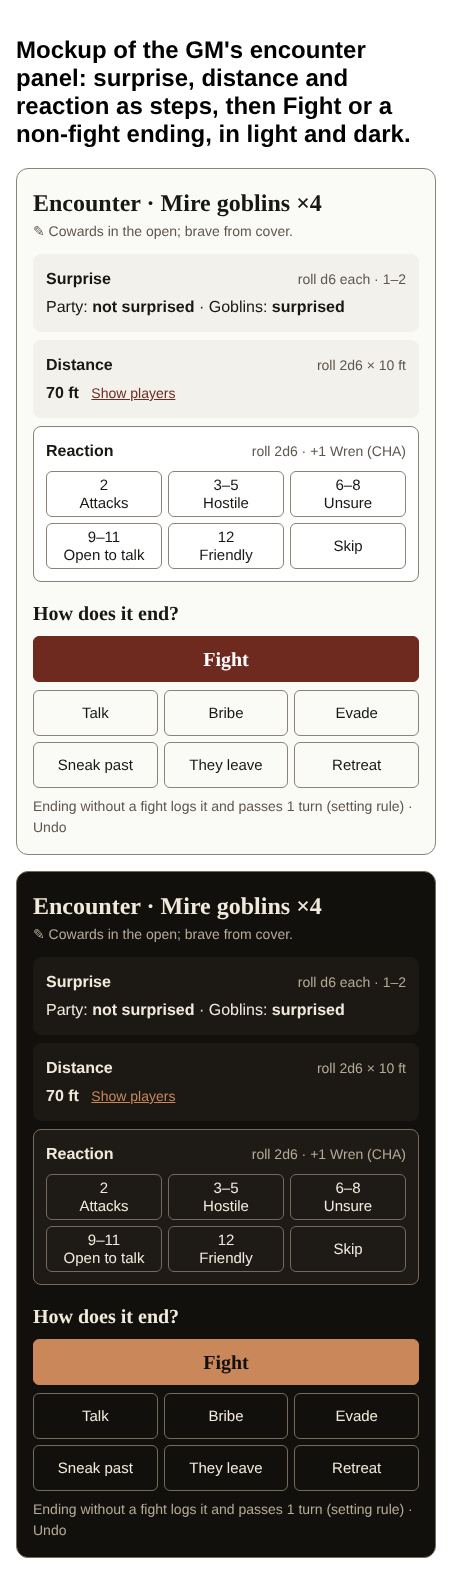 Mockup of the GM's encounter
panel: surprise, distance and
reaction as steps, then Fight or a
non-fight ending, in light and dark.
Encounter · Mire goblins ×4
✎ Cowards in the open; brave from cover.
Surprise roll d6 each · 1–2
Party: not surprised · Goblins: surprised
Distance roll 2d6 × 10 ft
70 ft Show players
Reaction roll 2d6 · +1 Wren (CHA)
2 3–5 6–8
Attacks Hostile Unsure
9–11 12 Skip
Open to talk Friendly
How does it end?
Fight
Talk Bribe Evade
Sneak past They leave Retreat
Ending without a fight logs it and passes 1 turn (setting rule) ·
Undo
Encounter · Mire goblins ×4
✎ Cowards in the open; brave from cover.
Surprise roll d6 each · 1–2
Party: not surprised · Goblins: surprised
Distance roll 2d6 × 10 ft
70 ft Show players
Reaction roll 2d6 · +1 Wren (CHA)
2 3–5 6–8
Attacks Hostile Unsure
9–11 12 Skip
Open to talk Friendly
How does it end?
Fight
Talk Bribe Evade
Sneak past They leave Retreat
Ending without a fight logs it and passes 1 turn (setting rule) ·
Undo